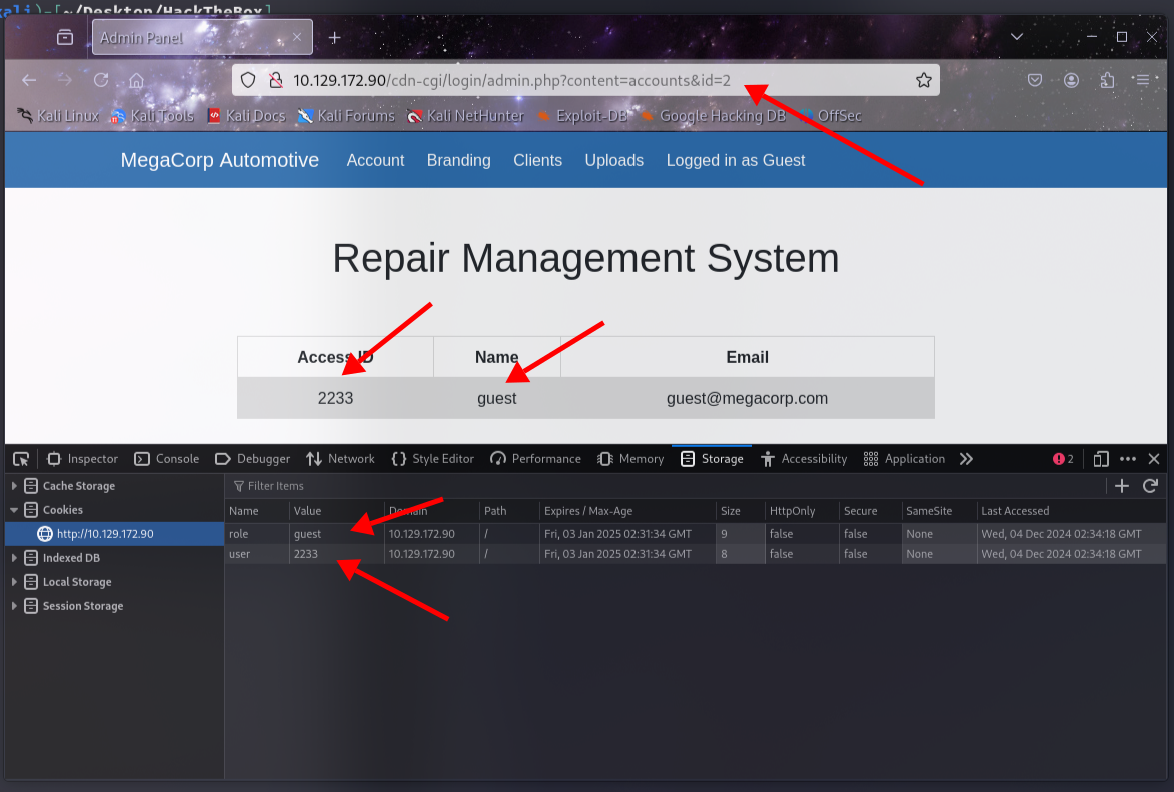 kali)-[~/Desktop/HackTheBox]
Admin Panel
10.129.172.90/cdn-cgi/login/admin.php?content=accounts&id=2
Kali Linux Kali Tools Kali Docs Kali Forums Kali NetHunter Exploit-DB Google Hacking DB OffSec
MegaCorp Automotive Account Branding Clients Uploads Logged in as Guest
Repair Management System
Access ID Name Email
2233 guest guest@megacorp.com
Inspector Console Debugger Network Style Editor Performance Memory Storage Accessibility Application 2
Cache Storage Filter Items
Cookies Name Value Domain Path Expires / Max-Age Size HttpOnly Secure SameSite Last Accessed
http://10.129.172.90 role guest 10.129.172.90 / Fri, 03 Jan 2025 02:31:34 GMT 9 false false None Wed, 04 Dec 2024 02:34:18 GMT
Indexed DB user 2233 10.129.172.90 / Fri, 03 Jan 2025 02:31:34 GMT 8 false false None Wed, 04 Dec 2024 02:34:18 GMT
Local Storage
Session Storage